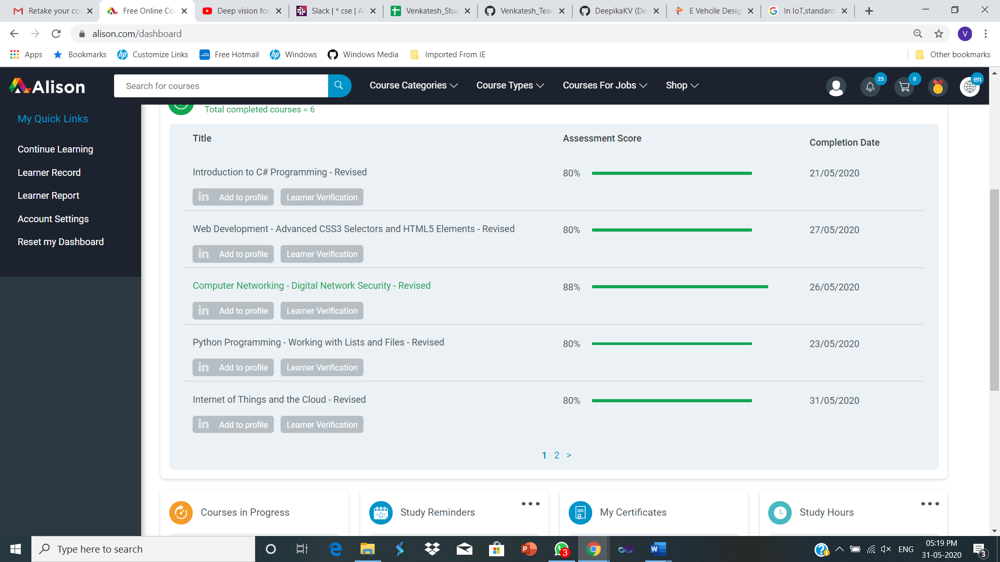 Retake your co
Free Online Co
Deep vision for
Slack | * cse | A
Venkatesh_Stud
Venkatesh_Tear
DeepikaKV (De
E Vehcile Desig
In IoT,standard
alison.com/dashboard
V
Apps
Bookmarks
Customize Links
Free Hotmail
Windows
Windows Media
Imported From IE
Other bookmarks
Alison
Search for courses
Course Categories
Course Types
Courses For Jobs
Shop
25
0
en
My Quick Links
Continue Learning
Learner Record
Learner Report
Account Settings
Reset my Dashboard
Total completed courses = 6
Title Assessment Score Completion Date
Introduction to C# Programming - Revised 80% 21/05/2020
in Add to profile Learner Verification
Web Development - Advanced CSS3 Selectors and HTML5 Elements - Revised 80% 27/05/2020
in Add to profile Learner Verification
Computer Networking - Digital Network Security - Revised 88% 26/05/2020
in Add to profile Learner Verification
Python Programming - Working with Lists and Files - Revised 80% 23/05/2020
in Add to profile Learner Verification
Internet of Things and the Cloud - Revised 80% 31/05/2020
in Add to profile Learner Verification
1 2 >
Courses in Progress
Study Reminders
My Certificates
Study Hours
Type here to search
3
ENG
05:19 PM
31-05-2020
3